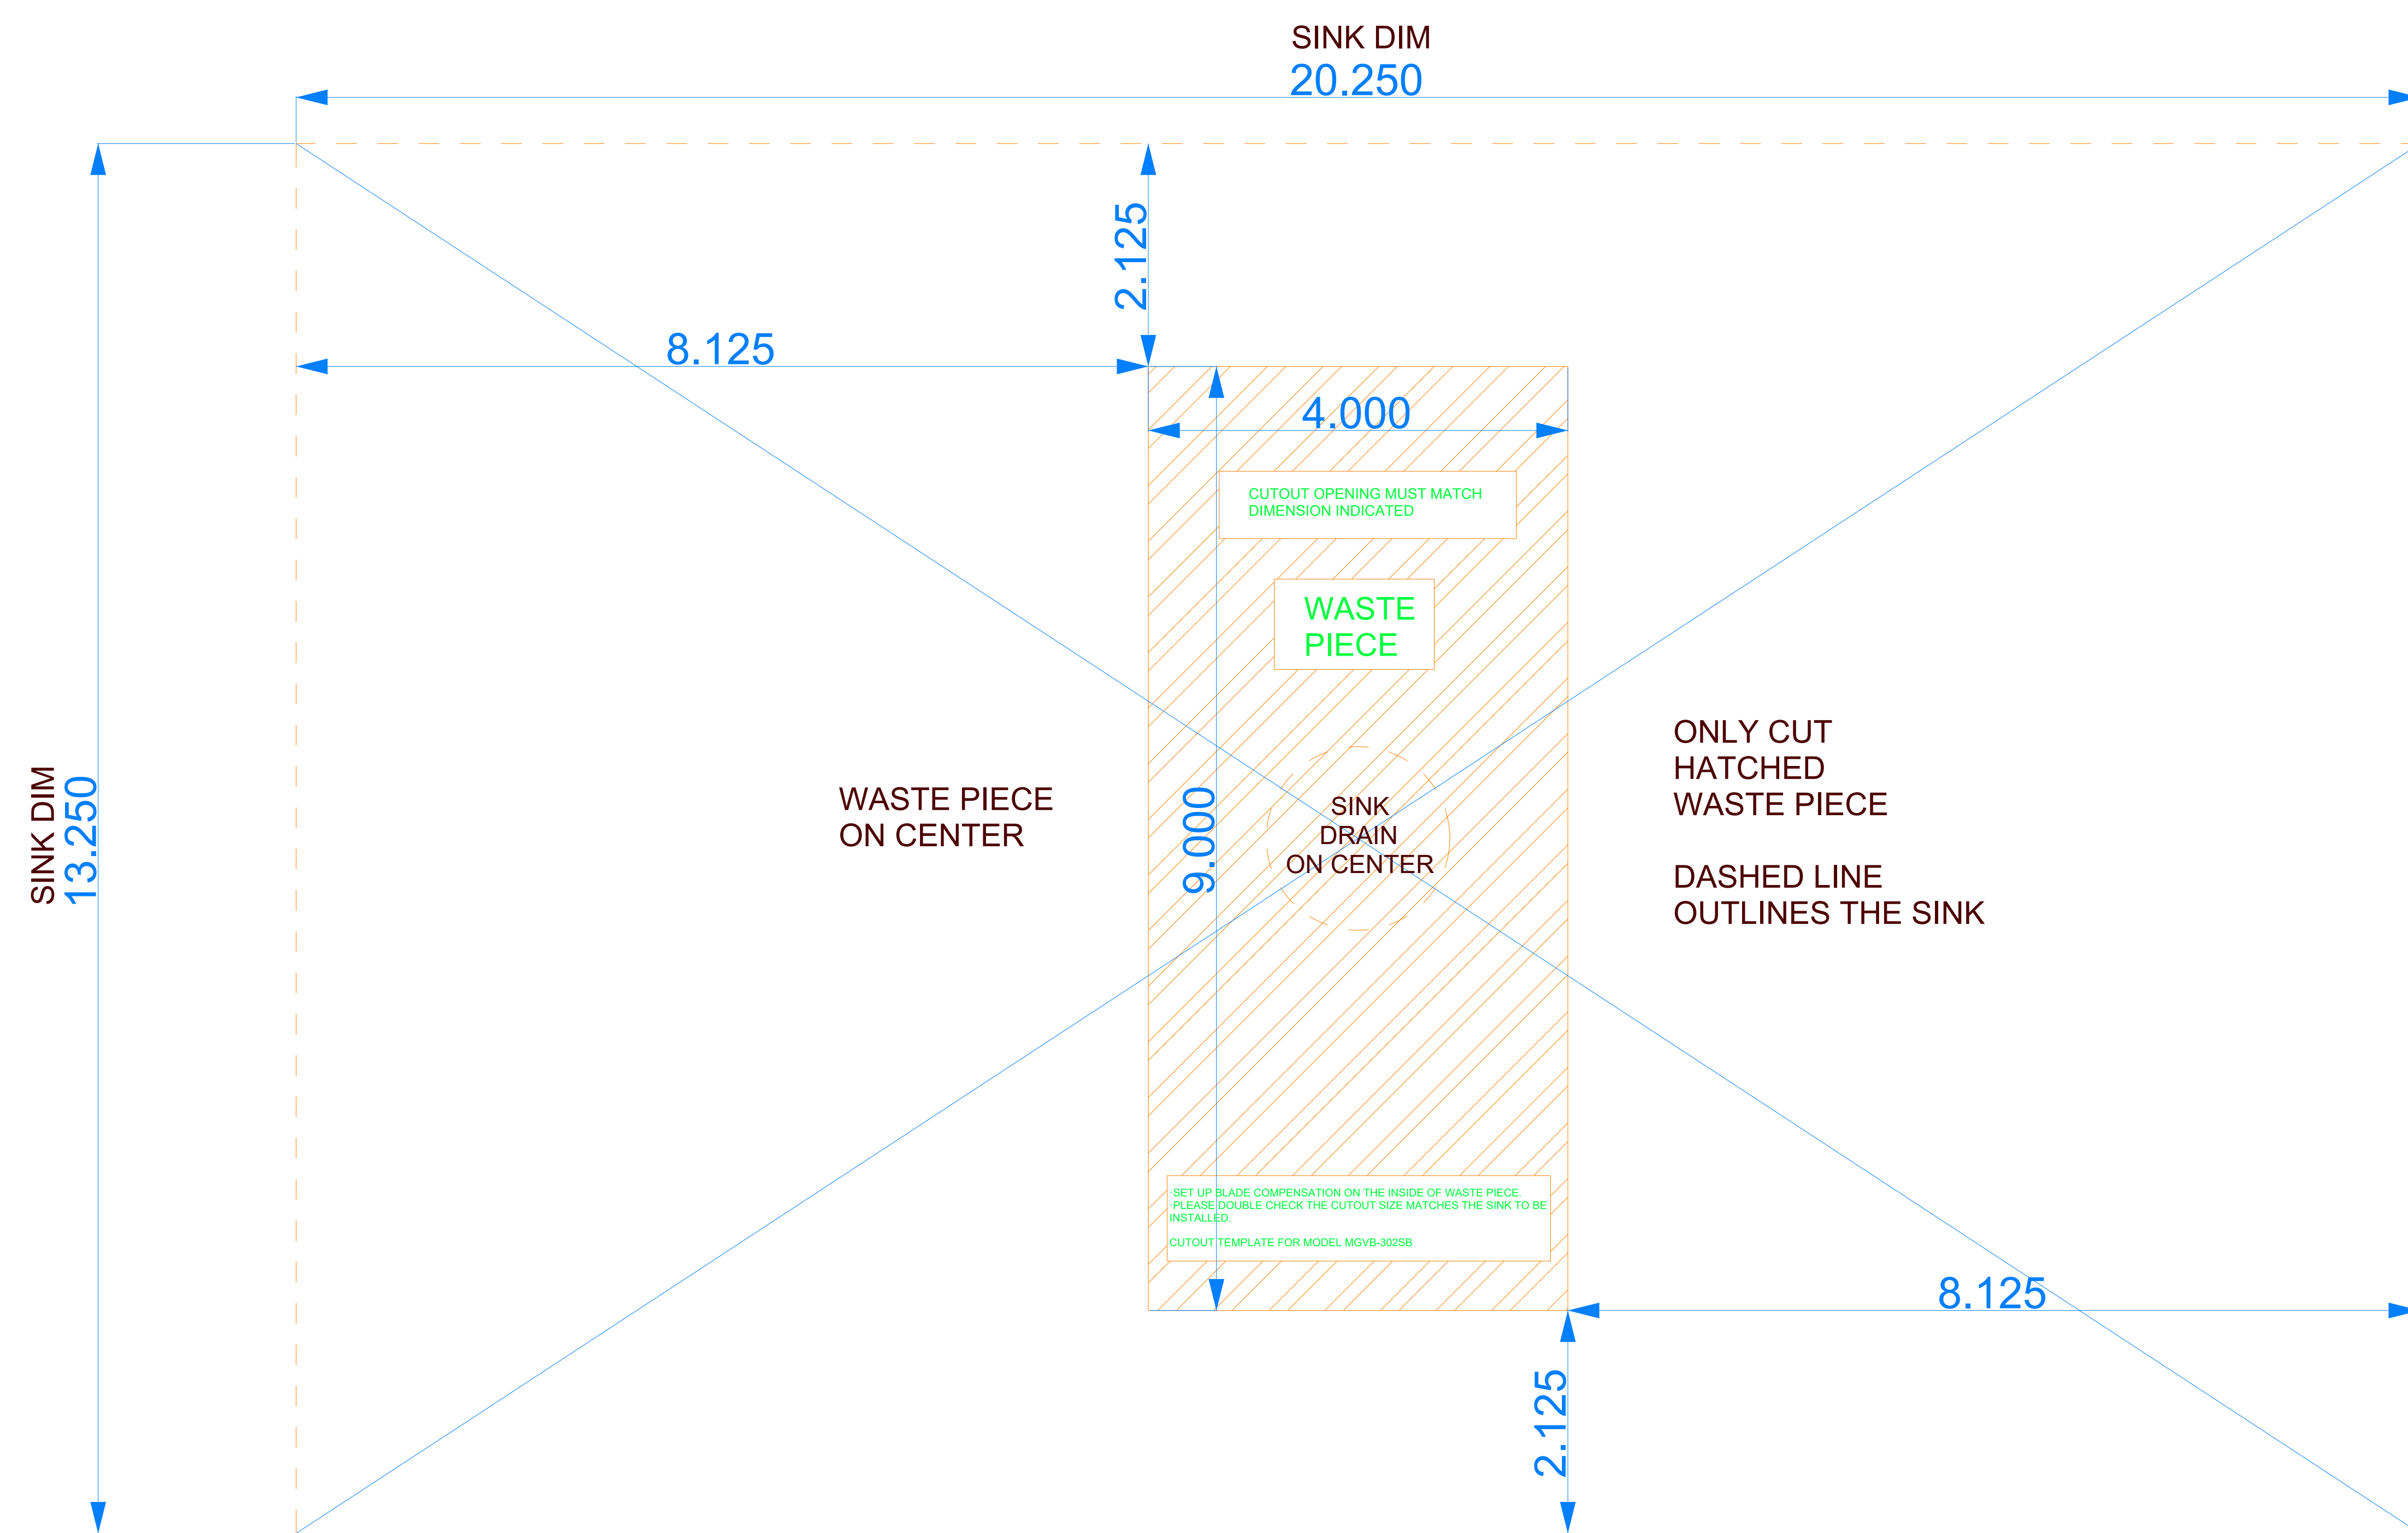 SINK DIM
20.250
2.125
8.125
4.000
CUTOUT OPENING MUST MATCH
DIMENSION INDICATED
WASTE
PIECE
SINK DIM
13.250
WASTE PIECE
ON CENTER
9.000
SINK
DRAIN
ON CENTER
ONLY CUT
HATCHED
WASTE PIECE
DASHED LINE
OUTLINES THE SINK
·SET UP BLADE COMPENSATION ON THE INSIDE OF WASTE PIECE.
·PLEASE DOUBLE CHECK THE CUTOUT SIZE MATCHES THE SINK TO BE
INSTALLED.
CUTOUT TEMPLATE FOR MODEL MGVB-302SB
8.125
2.125